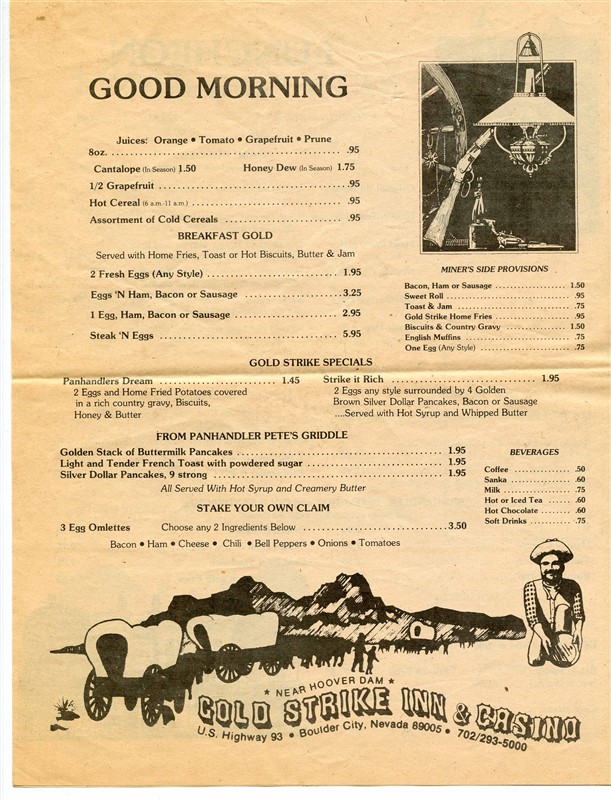 GOOD MORNING
Juices: Orange • Tomato • Grapefruit • Prune
8oz. .95
Cantalope (In Season) 1.50 Honey Dew (In Season) 1.75
1/2 Grapefruit .95
Hot Cereal (6 a.m.-11 a.m.) .95
Assortment of Cold Cereals .95
BREAKFAST GOLD
Served with Home Fries, Toast or Hot Biscuits, Butter & Jam
2 Fresh Eggs (Any Style) 1.95
Eggs 'N Ham, Bacon or Sausage 3.25
1 Egg, Ham, Bacon or Sausage 2.95
Steak 'N Eggs 5.95
MINER'S SIDE PROVISIONS
Bacon, Ham or Sausage 1.50
Sweet Roll .95
Toast & Jam .75
Gold Strike Home Fries .95
Biscuits & Country Gravy 1.50
English Muffins .75
One Egg (Any Style) .75
GOLD STRIKE SPECIALS
Panhandlers Dream 1.45
2 Eggs and Home Fried Potatoes covered
in a rich country gravy, Biscuits,
Honey & Butter
Strike it Rich 1.95
2 Eggs any style surrounded by 4 Golden
Brown Silver Dollar Pancakes, Bacon or Sausage
....Served with Hot Syrup and Whipped Butter
FROM PANHANDLER PETE'S GRIDDLE
Golden Stack of Buttermilk Pancakes 1.95
Light and Tender French Toast with powdered sugar 1.95
Silver Dollar Pancakes, 9 strong 1.95
All Served With Hot Syrup and Creamery Butter
BEVERAGES
Coffee .50
Sanka .60
Milk .75
Hot or Iced Tea .60
Hot Chocolate .60
Soft Drinks .75
STAKE YOUR OWN CLAIM
3 Egg Omlettes Choose any 2 Ingredients Below 3.50
Bacon • Ham • Cheese • Chili • Bell Peppers • Onions • Tomatoes
★ NEAR HOOVER DAM ★
GOLD STRIKE INN & CASINO
U.S. Highway 93 • Boulder City, Nevada 89005 • 702/293-5000